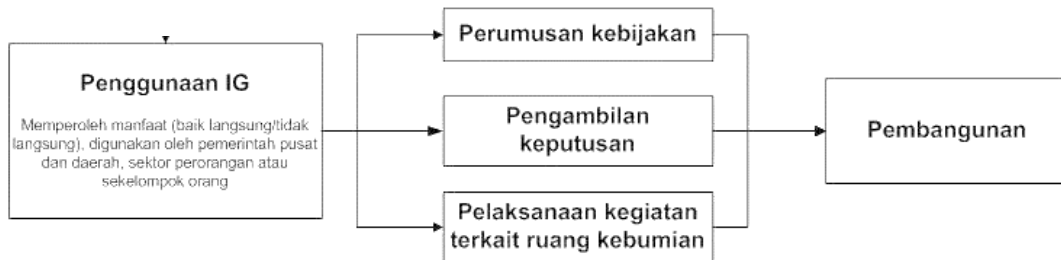 Penggunaan IG
Memperoleh manfaat (baik langsung/tidak
langsung), digunakan oleh pemerintah pusat
dan daerah, sektor perorangan atau
sekelompok orang
Perumusan kebijakan
Pengambilan
keputusan
Pelaksanaan kegiatan
terkait ruang kebumian
Pembangunan